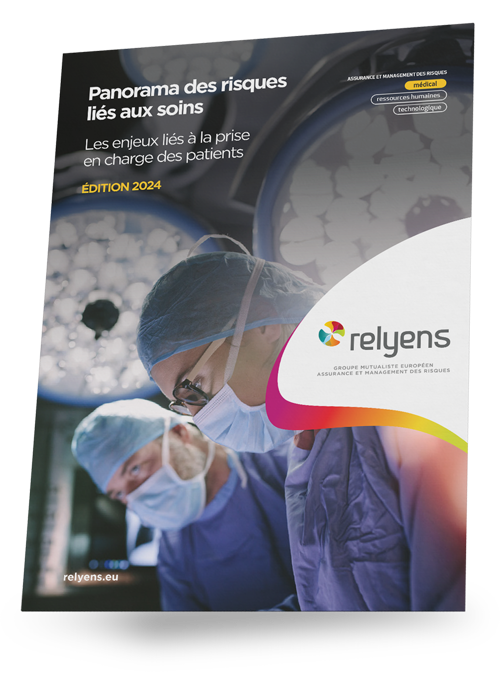 Panorama des risques
liés aux soins
Les enjeux liés à la prise
en charge des patients
ÉDITION 2024
ASSURANCE ET MANAGEMENT DES RISQUES
médical
ressources humaines
technologique
relyens
GROUPE MUTUALISTE EUROPÉEN
ASSURANCE ET MANAGEMENT DES RISQUES
relyens.eu